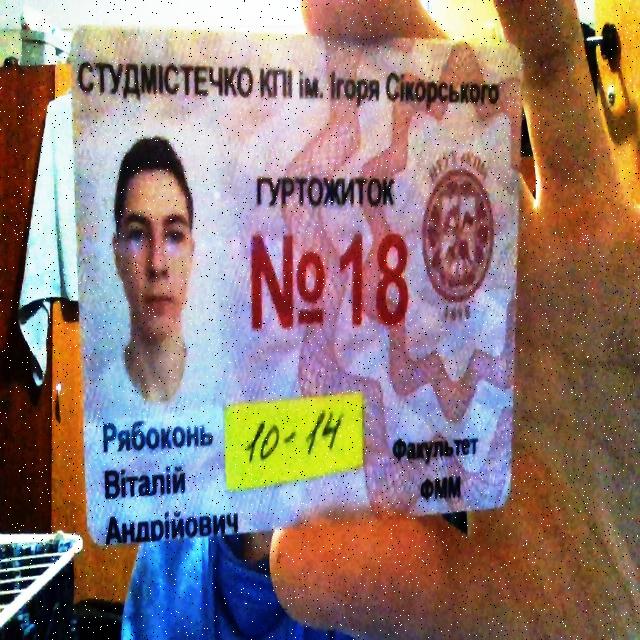 СТУДМІСТЕЧКО КПІ ім. Ігоря Сікорського
ГУРТОЖИТОК
№18
Рябоконь
Віталій
Андрійович
10-14
Факультет
ФММ